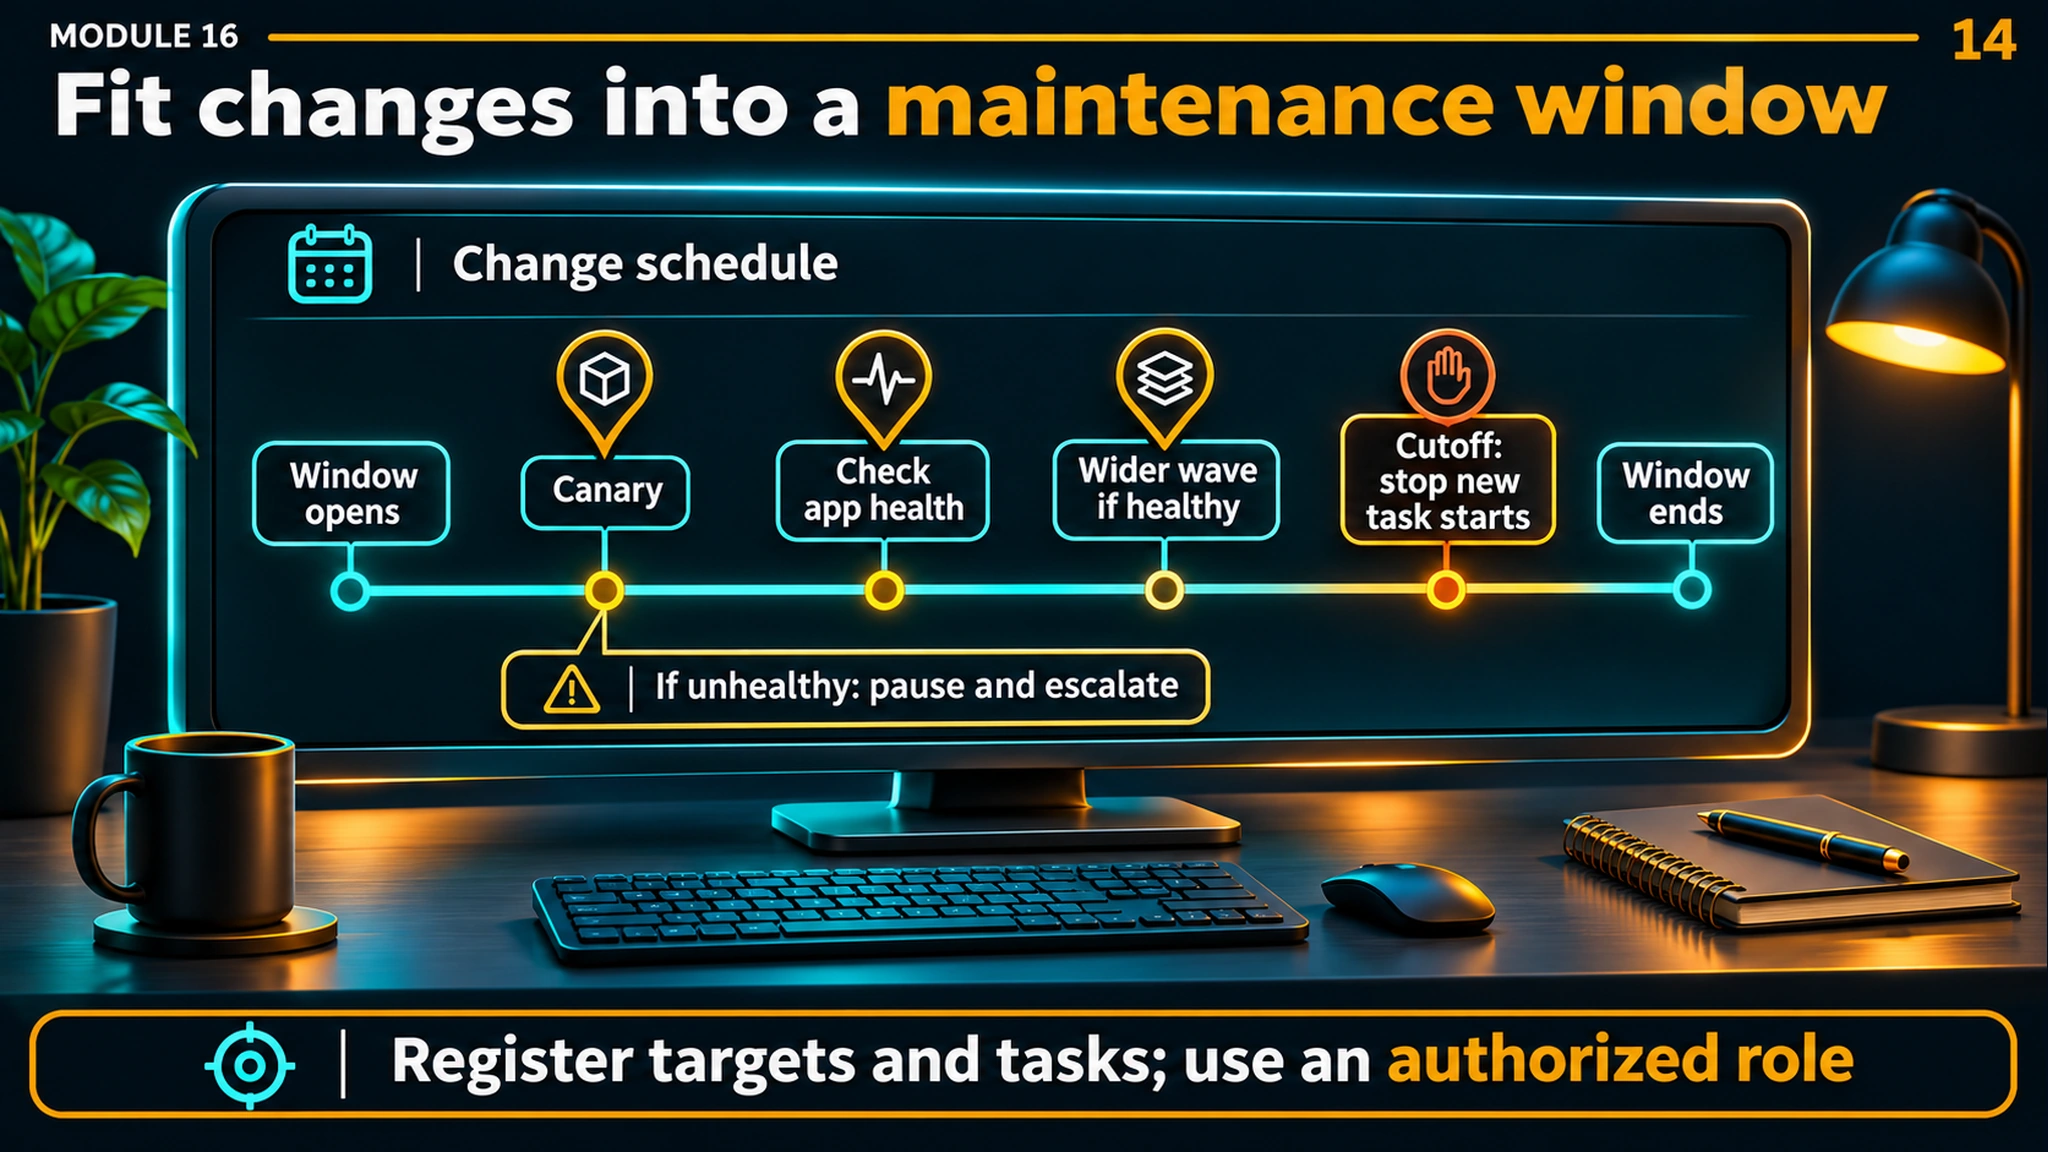 MODULE 16
14
Fit changes into a maintenance window
Change schedule
Window
opens
Canary
Check
app health
Wider wave
if healthy
Cutoff:
stop new
task starts
Window
ends
If unhealthy: pause and escalate
Register targets and tasks; use an authorized role